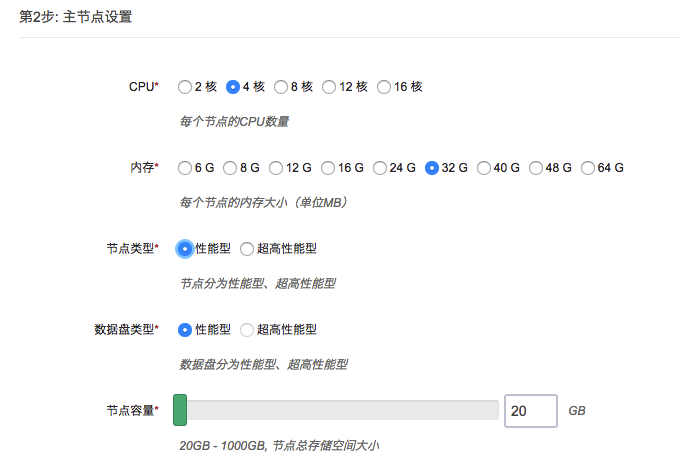 第2步: 主节点设置
CPU* 2 核 4 核 8 核 12 核 16 核
每个节点的CPU数量
内存* 6 G 8 G 12 G 16 G 24 G 32 G 40 G 48 G 64 G
每个节点的内存大小（单位MB）
节点类型* 性能型 超高性能型
节点分为性能型、超高性能型
数据盘类型* 性能型 超高性能型
数据盘分为性能型、超高性能型
节点容量* 20 GB
20GB - 1000GB, 节点总存储空间大小